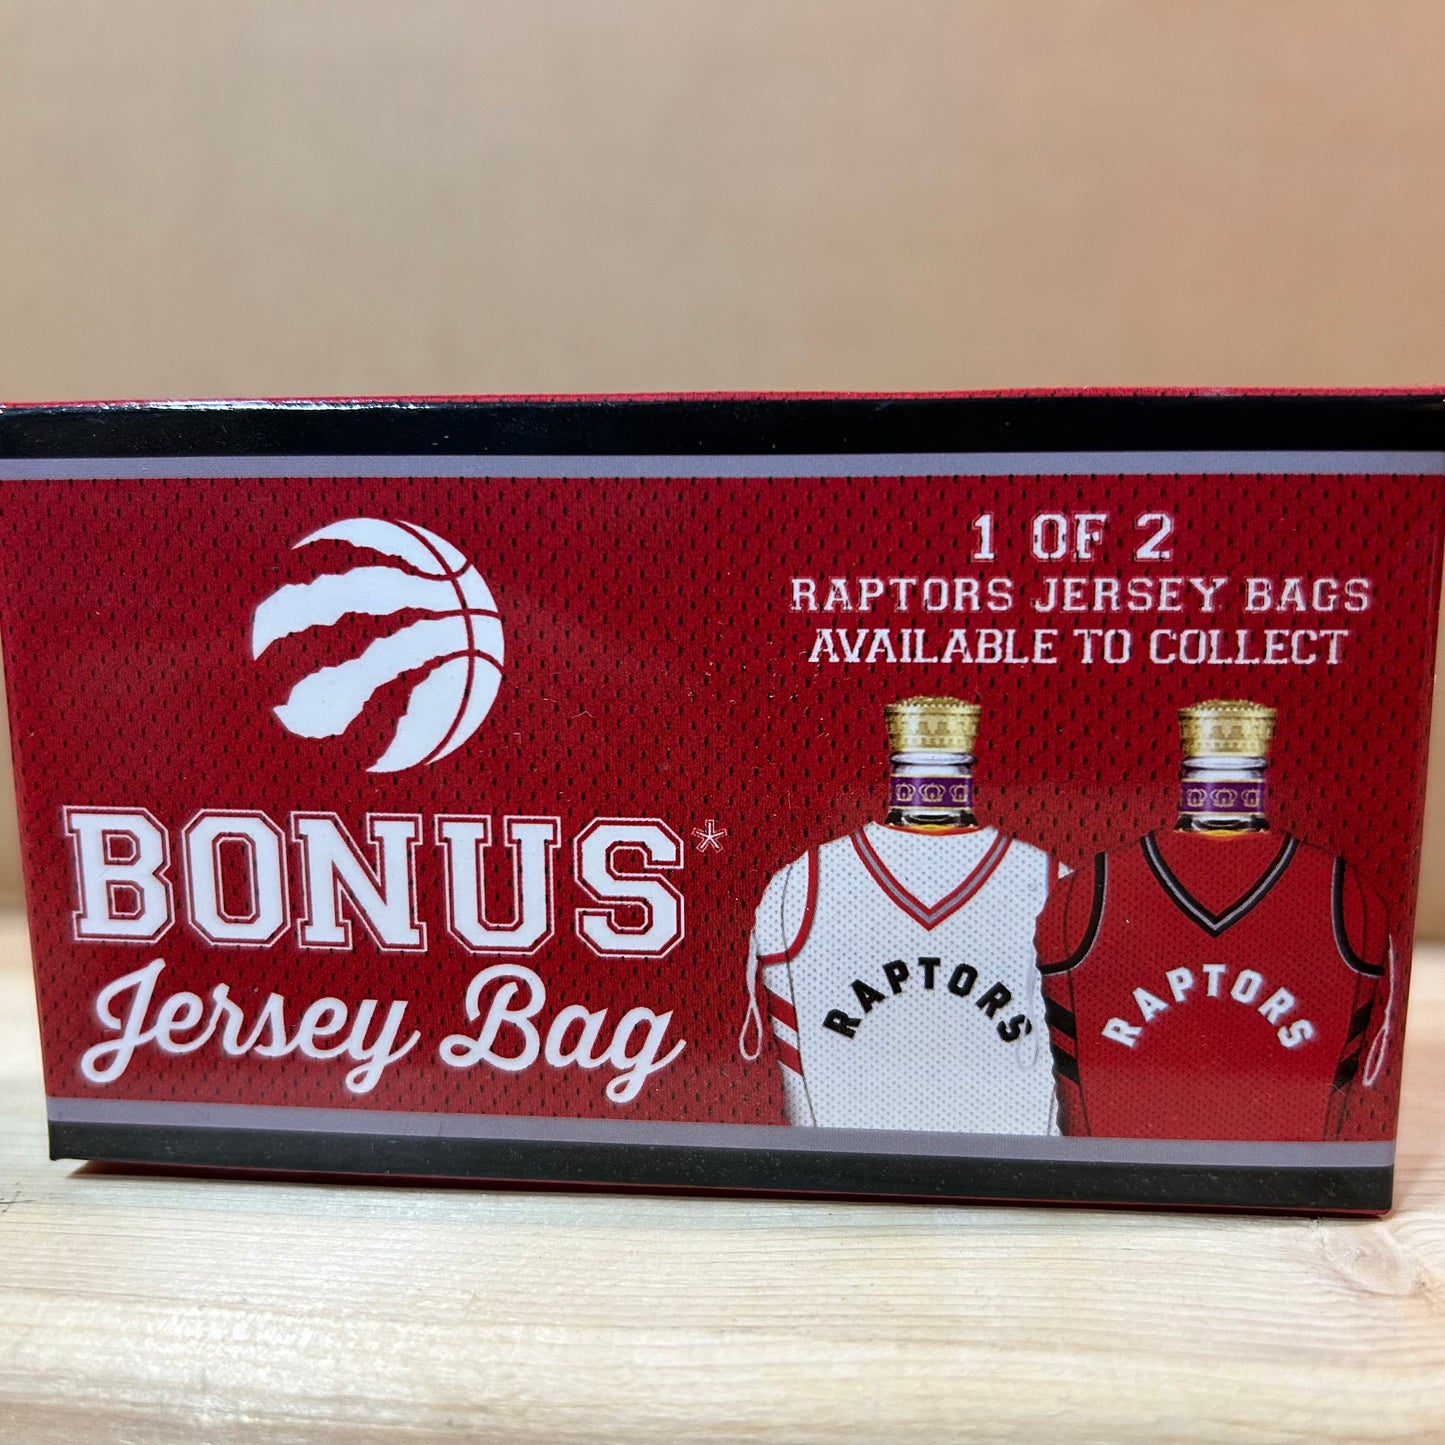 BONUS*
Jersey Bag
1 OF 2
RAPTORS JERSEY BAGS
AVAILABLE TO COLLECT
RAPTORS
RAPTORS